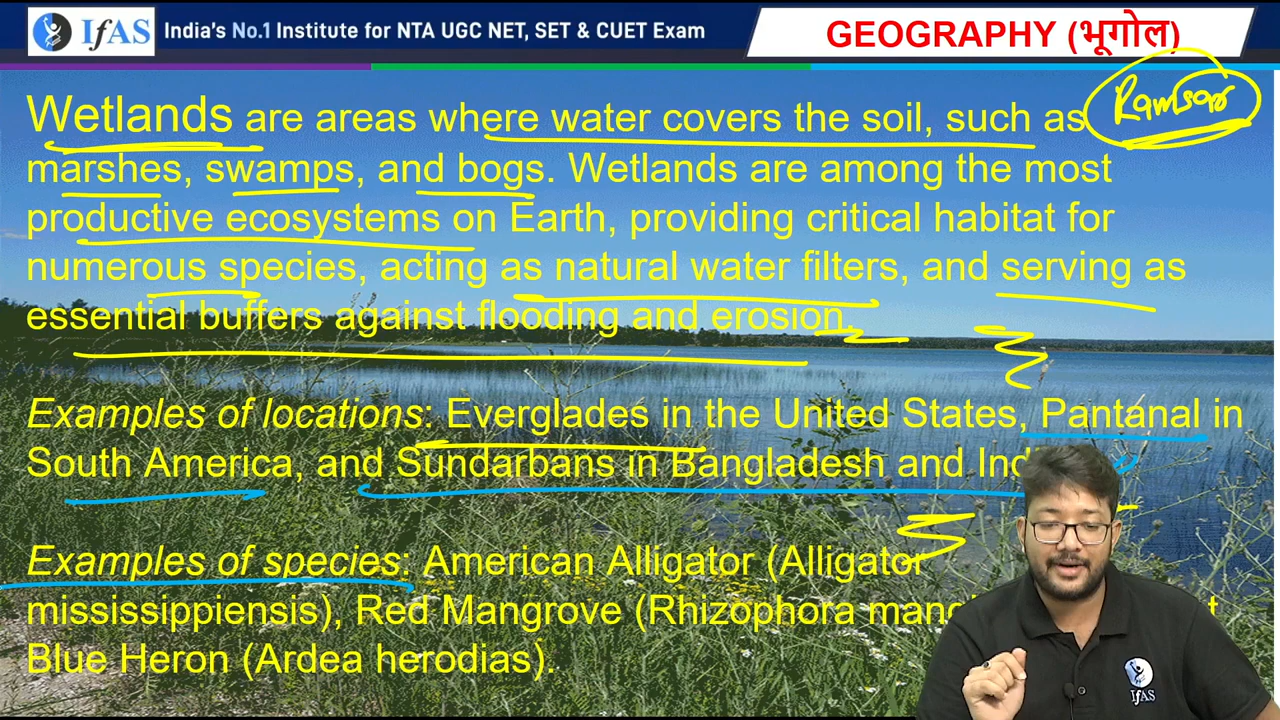 IFAS India's No.1 Institute for NTA UGC NET, SET & CUET Exam
GEOGRAPHY (भूगोल)
Ramsar
Wetlands are areas where water covers the soil, such as
marshes, swamps, and bogs. Wetlands are among the most
productive ecosystems on Earth, providing critical habitat for
numerous species, acting as natural water filters, and serving as
essential buffers against flooding and erosion.
Examples of locations: Everglades in the United States, Pantanal in
South America, and Sundarbans in Bangladesh and
Examples of species: American Alligator (Alligator
mississippiensis), Red Mangrove (Rhizophora
Blue Heron (Ardea herodias).
IFAS